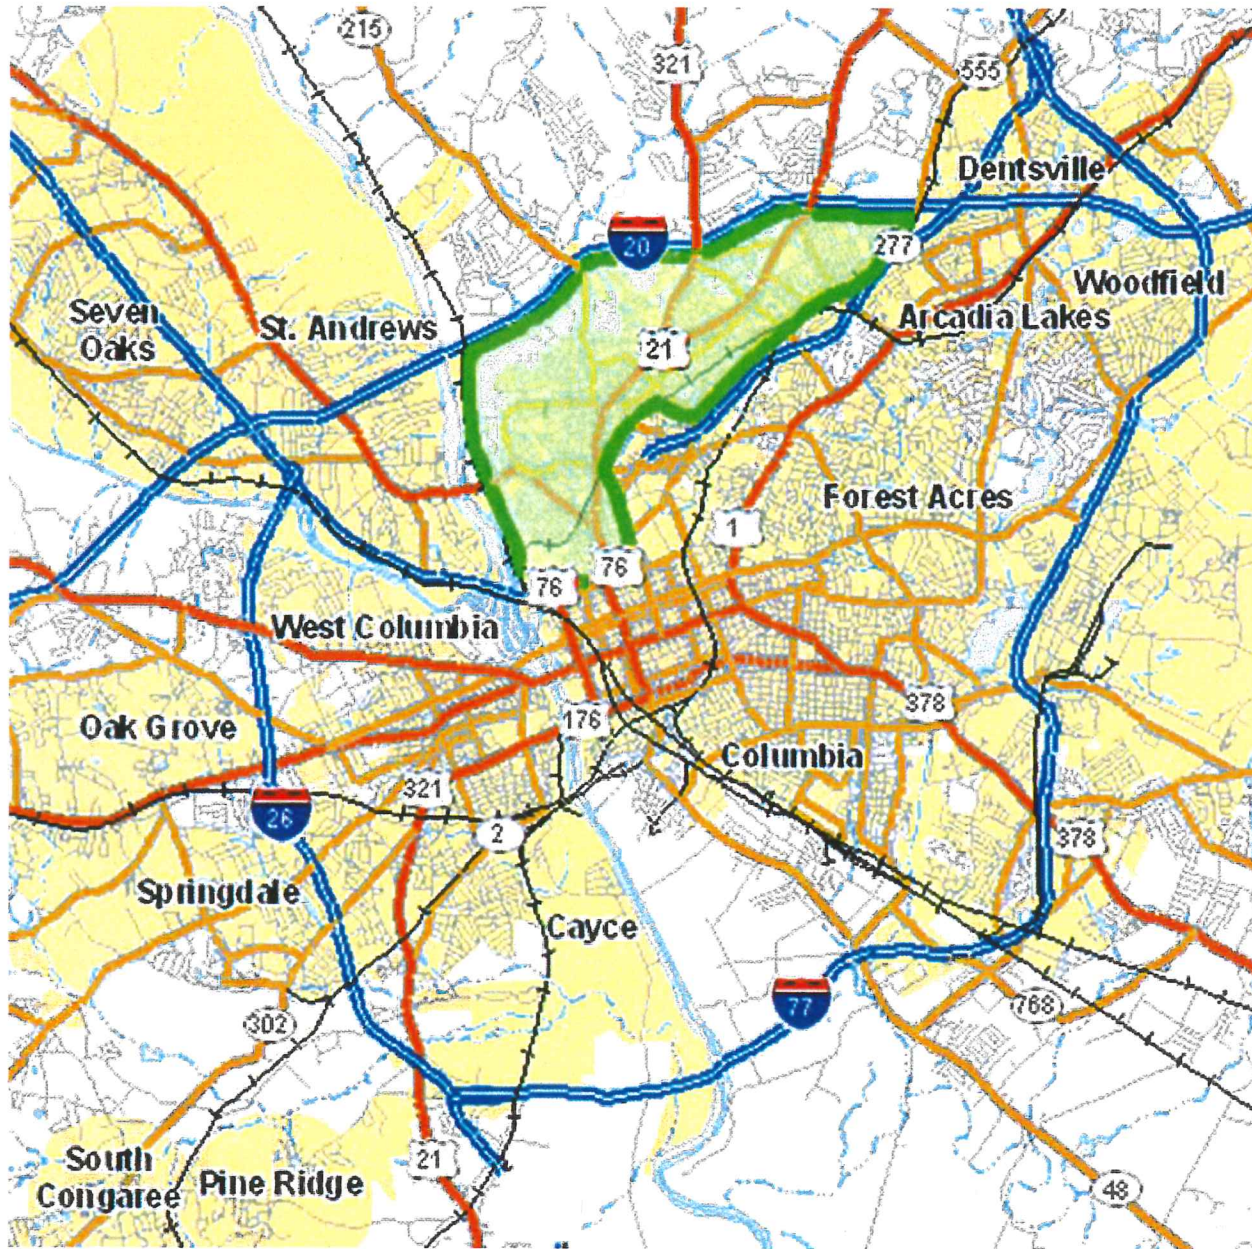 215
321
555
Dentsville
20
277
Woodfield
Seven
Oaks
St. Andrews
Arcadia Lakes
21
Forest Acres
1
76
76
West Columbia
Oak Grove
176
378
Columbia
321
26
2
378
Springdale
Cayce
77
768
302
South
Congaree
Pine Ridge
21
48